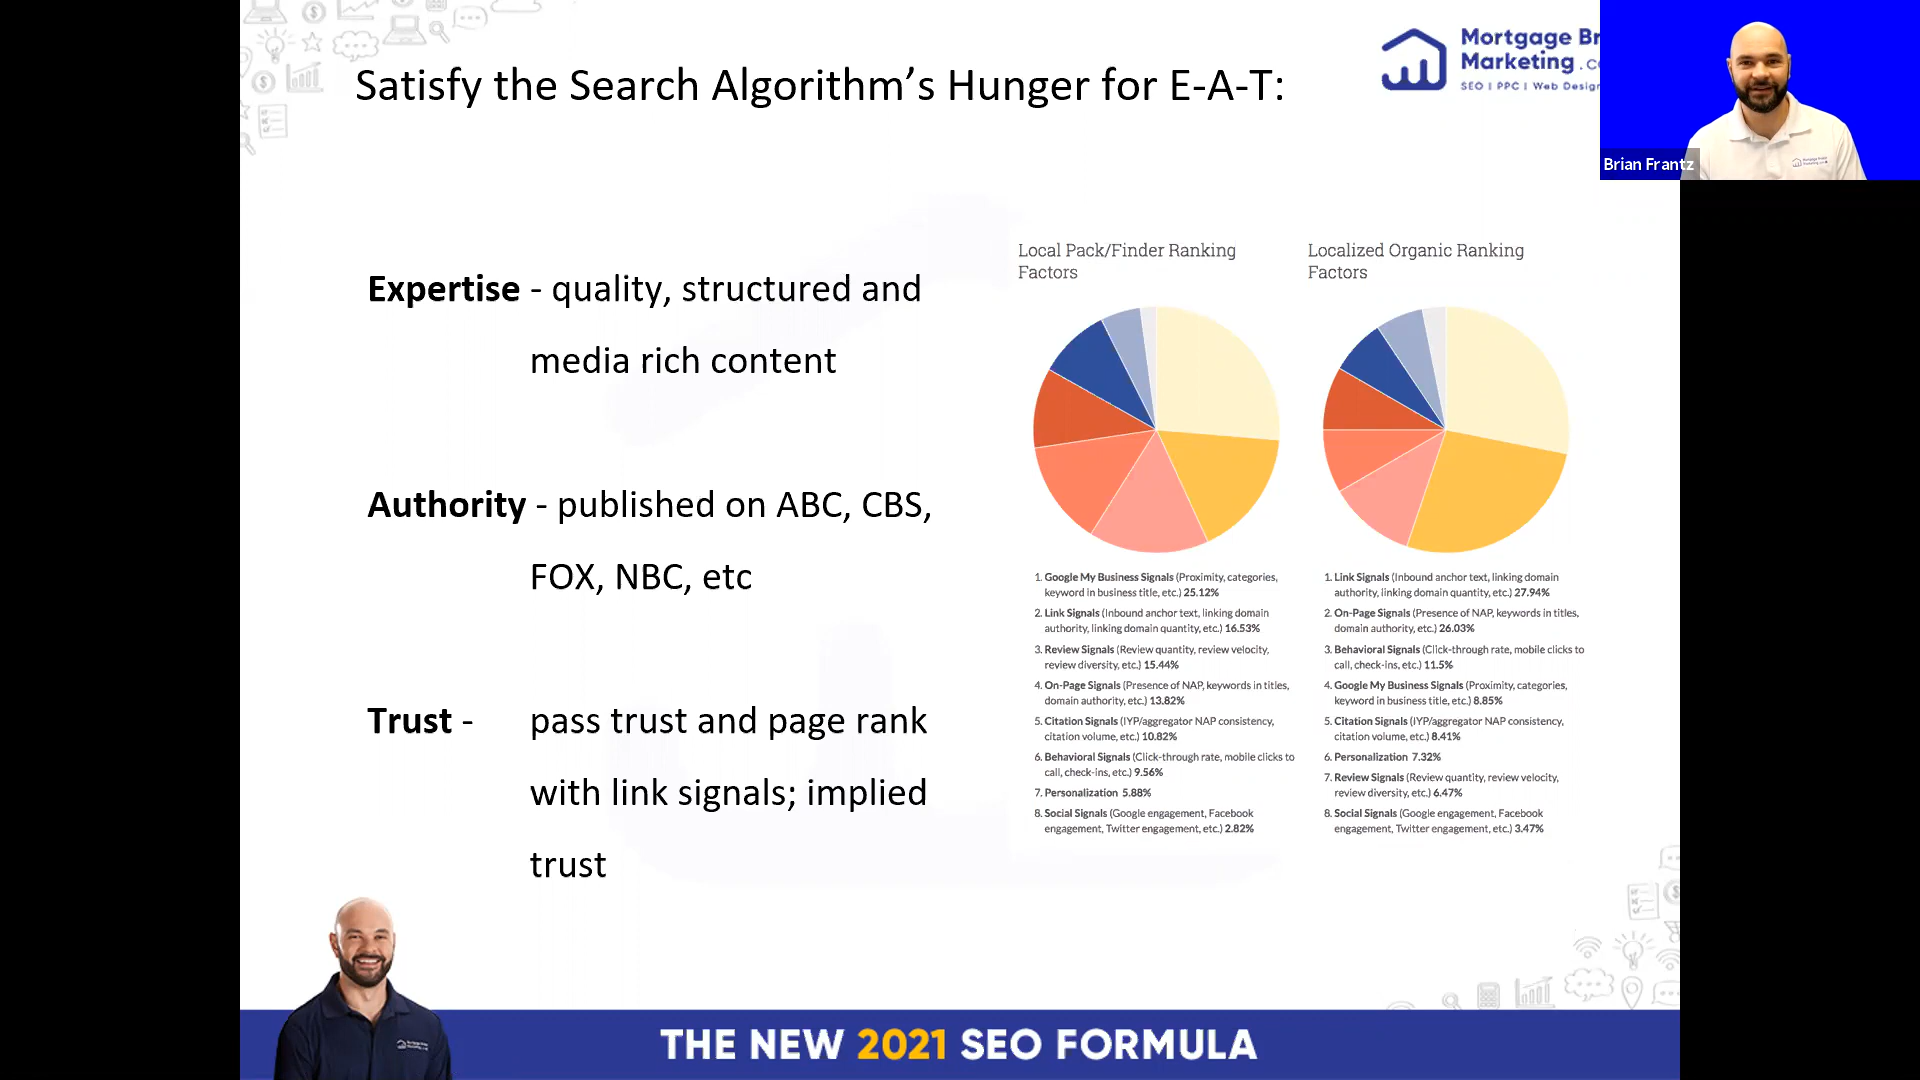 Satisfy the Search Algorithm’s Hunger for E-A-T:
Mortgage Br
Marketing .c
SEO | PPC | Web Design
Brian Frantz
Expertise - quality, structured and
media rich content
Authority - published on ABC, CBS,
FOX, NBC, etc
Trust - pass trust and page rank
with link signals; implied
trust
Local Pack/Finder Ranking
Factors
1. Google My Business Signals (Proximity, categories,
keyword in business title, etc.) 25.12%
2. Link Signals (Inbound anchor text, linking domain
authority, linking domain quantity, etc.) 16.53%
3. Review Signals (Review quantity, review velocity,
review diversity, etc.) 15.44%
4. On-Page Signals (Presence of NAP, keywords in titles,
domain authority, etc.) 13.82%
5. Citation Signals (IYP/aggregator NAP consistency,
citation volume, etc.) 10.82%
6. Behavioral Signals (Click-through rate, mobile clicks to
call, check-ins, etc.) 9.56%
7. Personalization 5.88%
8. Social Signals (Google engagement, Facebook
engagement, Twitter engagement, etc.) 2.82%
Localized Organic Ranking
Factors
1. Link Signals (Inbound anchor text, linking domain
authority, linking domain quantity, etc.) 27.94%
2. On-Page Signals (Presence of NAP, keywords in titles,
domain authority, etc.) 26.03%
3. Behavioral Signals (Click-through rate, mobile clicks to
call, check-ins, etc.) 11.5%
4. Google My Business Signals (Proximity, categories,
keyword in business title, etc.) 8.85%
5. Citation Signals (IYP/aggregator NAP consistency,
citation volume, etc.) 8.41%
6. Personalization 7.32%
7. Review Signals (Review quantity, review velocity,
review diversity, etc.) 6.47%
8. Social Signals (Google engagement, Facebook
engagement, Twitter engagement, etc.) 3.47%
THE NEW 2021 SEO FORMULA